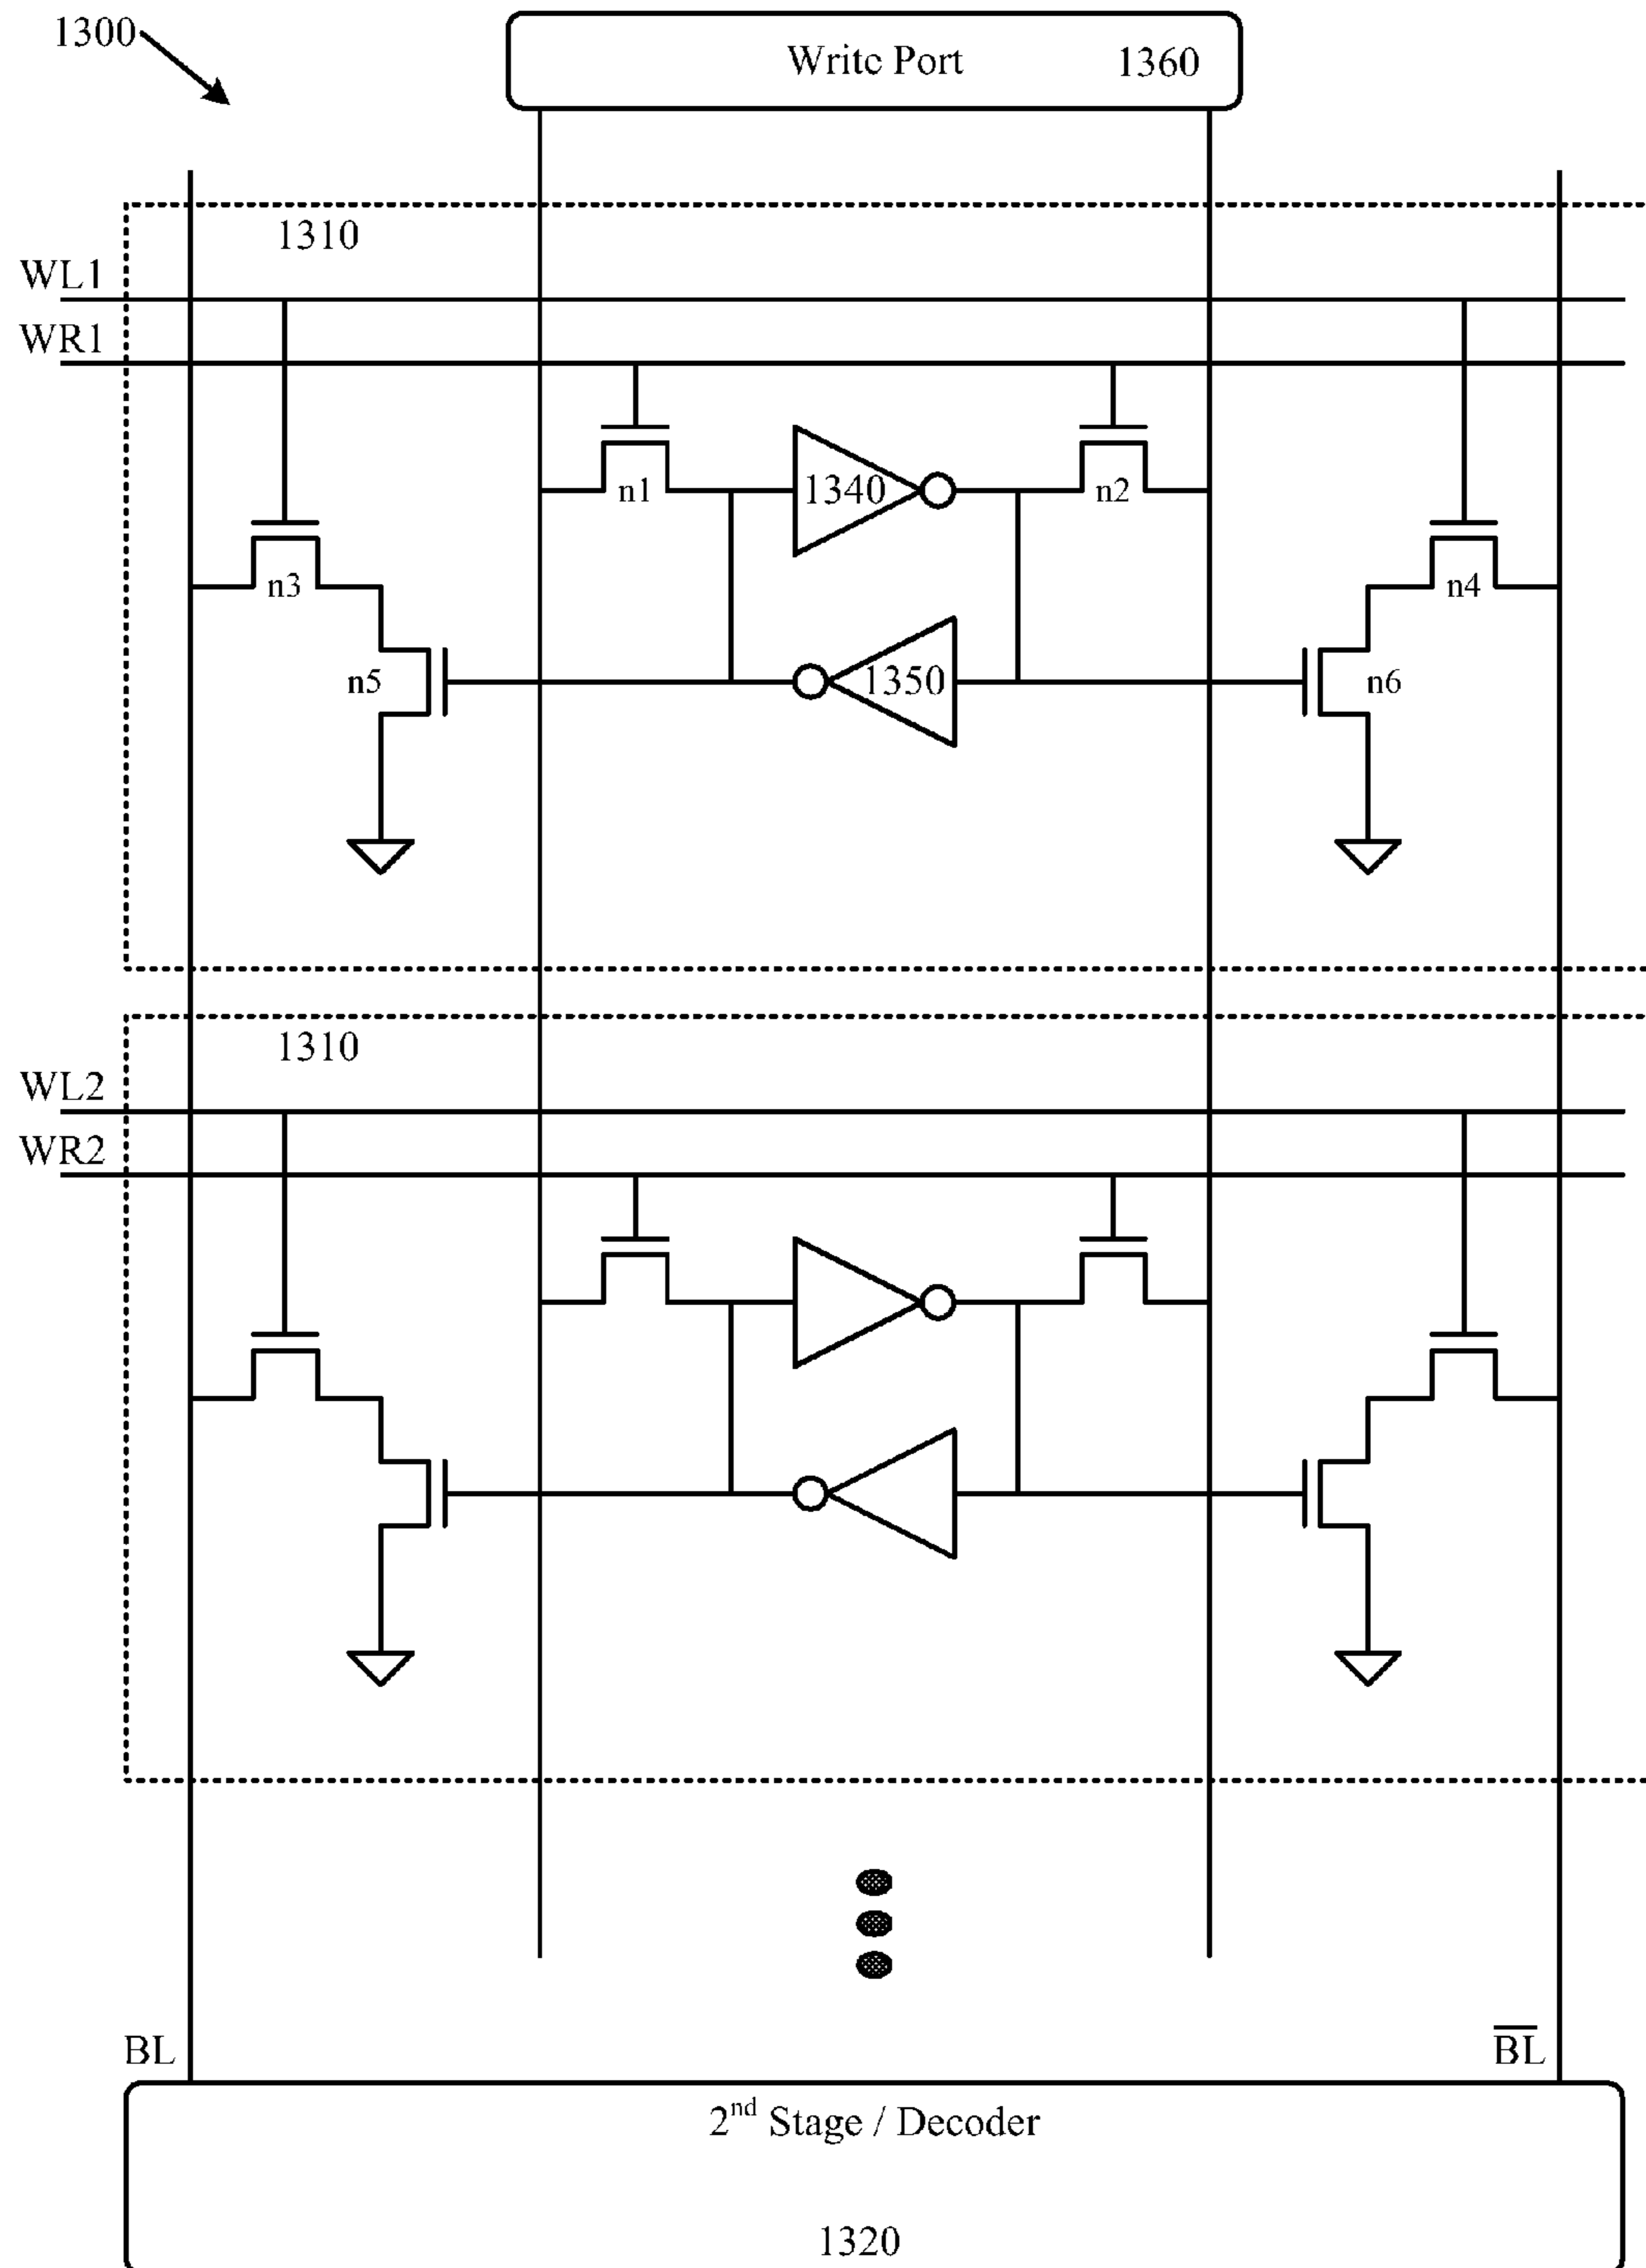 1300
Write Port 1360
1310
WL1
WR1
n1 1340 n2
n3 n4
n5 1350 n6
1310
WL2
WR2
BL B̅L̅
2nd Stage / Decoder
1320